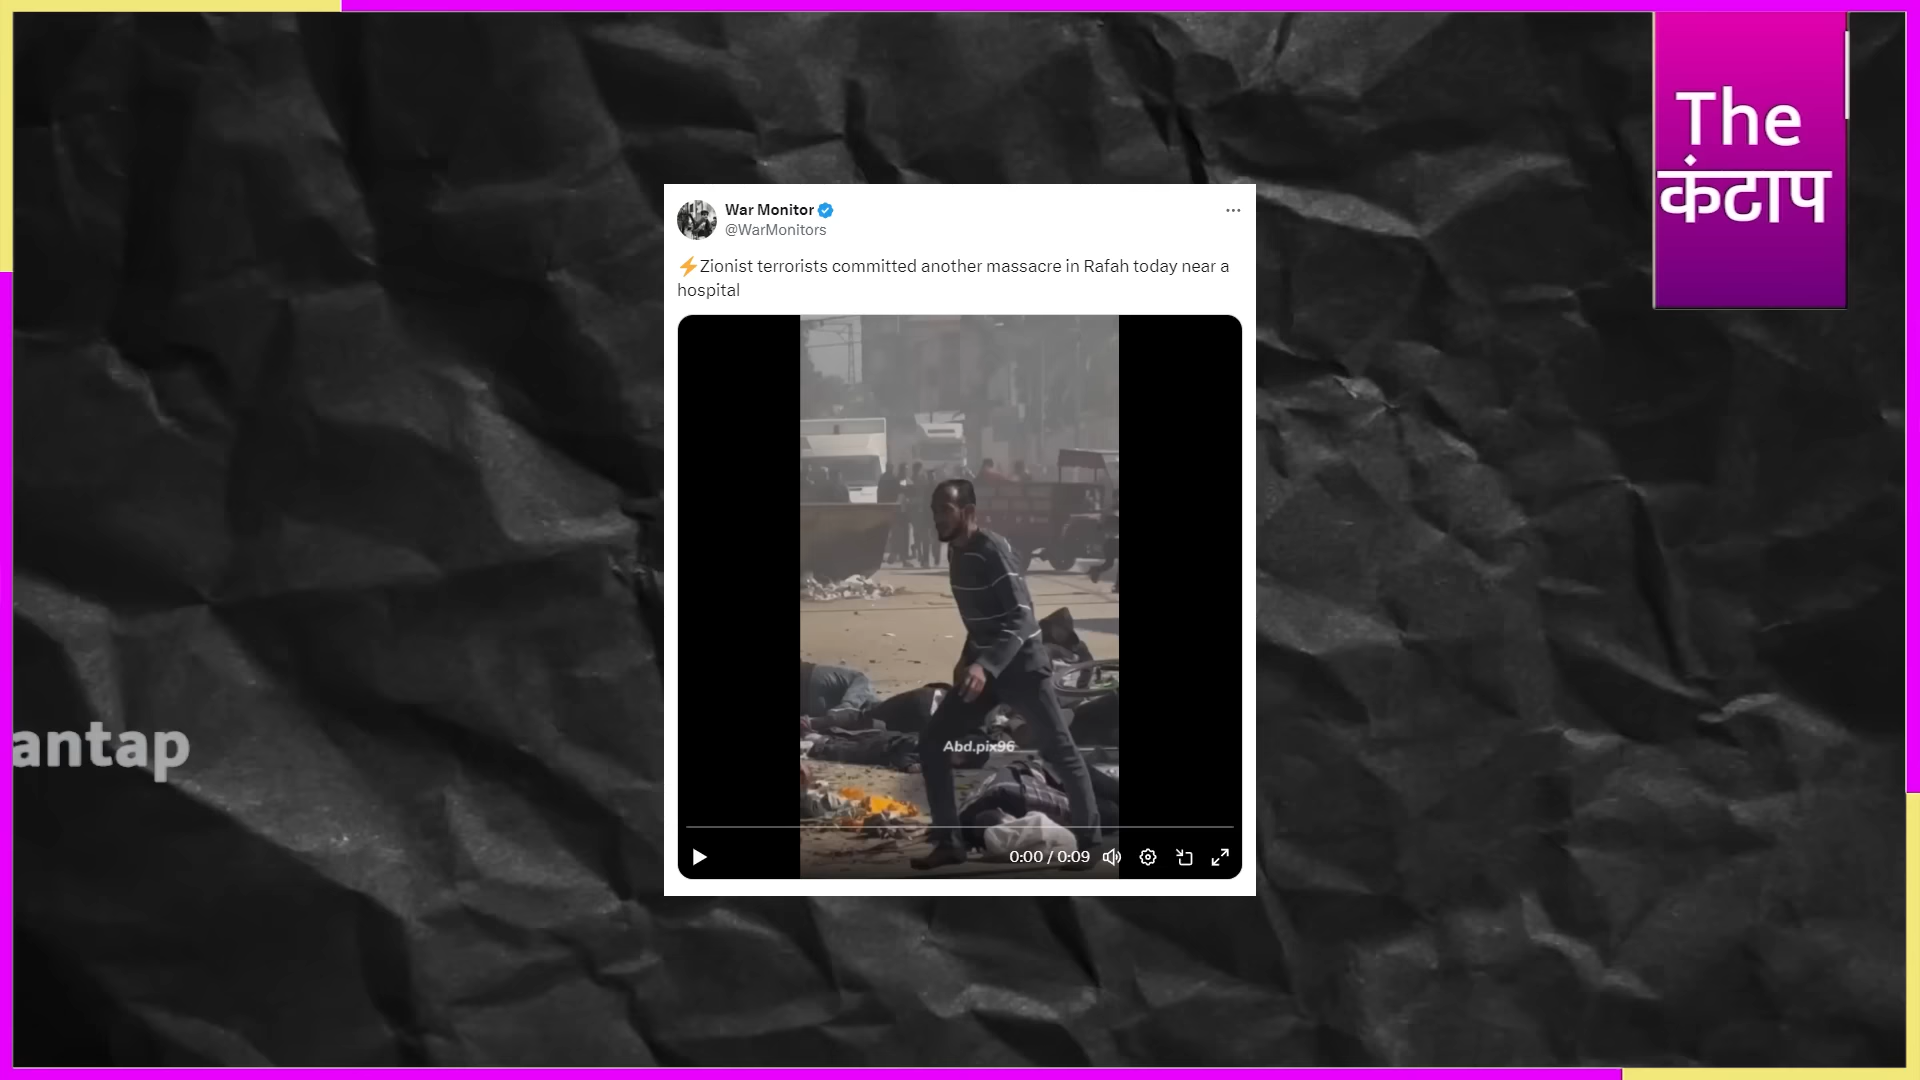 The
कंटाप
War Monitor
@WarMonitors
⚡Zionist terrorists committed another massacre in Rafah today near a
hospital
Abd.pix96
0:00 / 0:09
antap